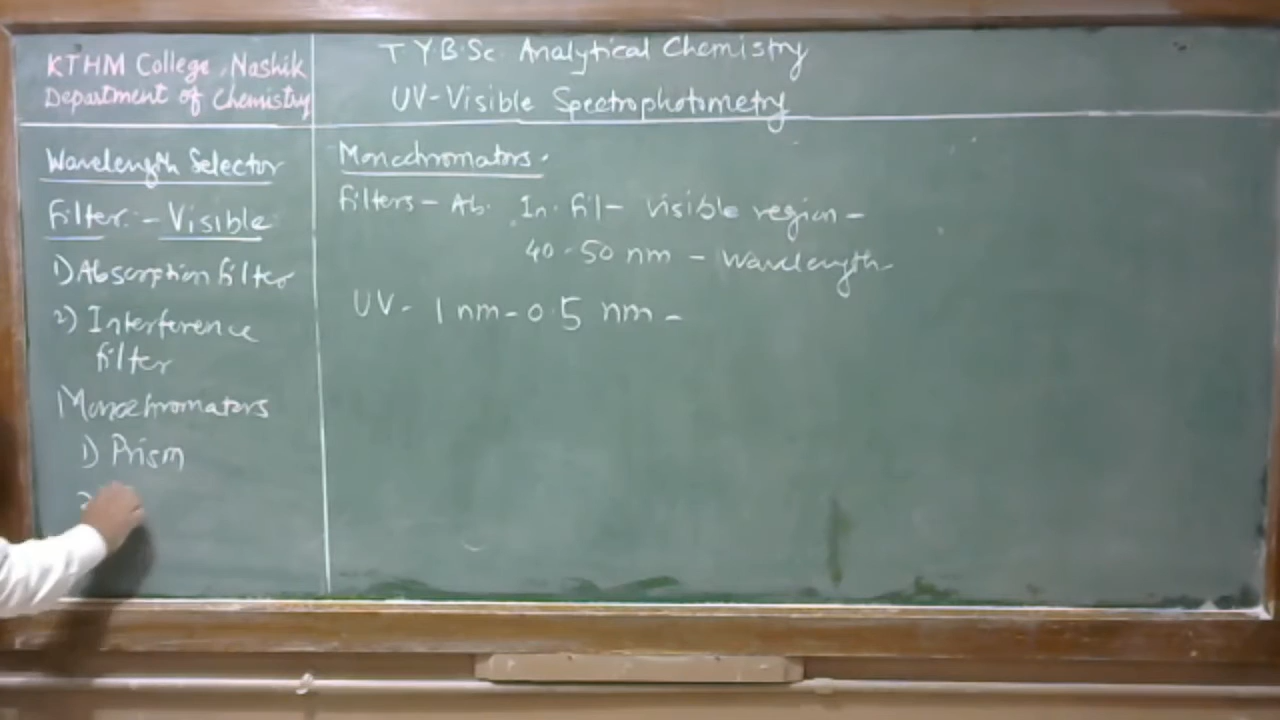 KTHM College, Nashik
Department of Chemistry
T Y B.Sc. Analytical Chemistry
UV-Visible Spectrophotometry
Wavelength Selector
Filter: - Visible
1) Absorption filter
2) Interference
filter
Monochromators
1) Prism
2)
Monochromators.
Filters - Ab. In. fil- visible region -
40-50 nm - wavelength
UV- 1 nm-0.5 nm -